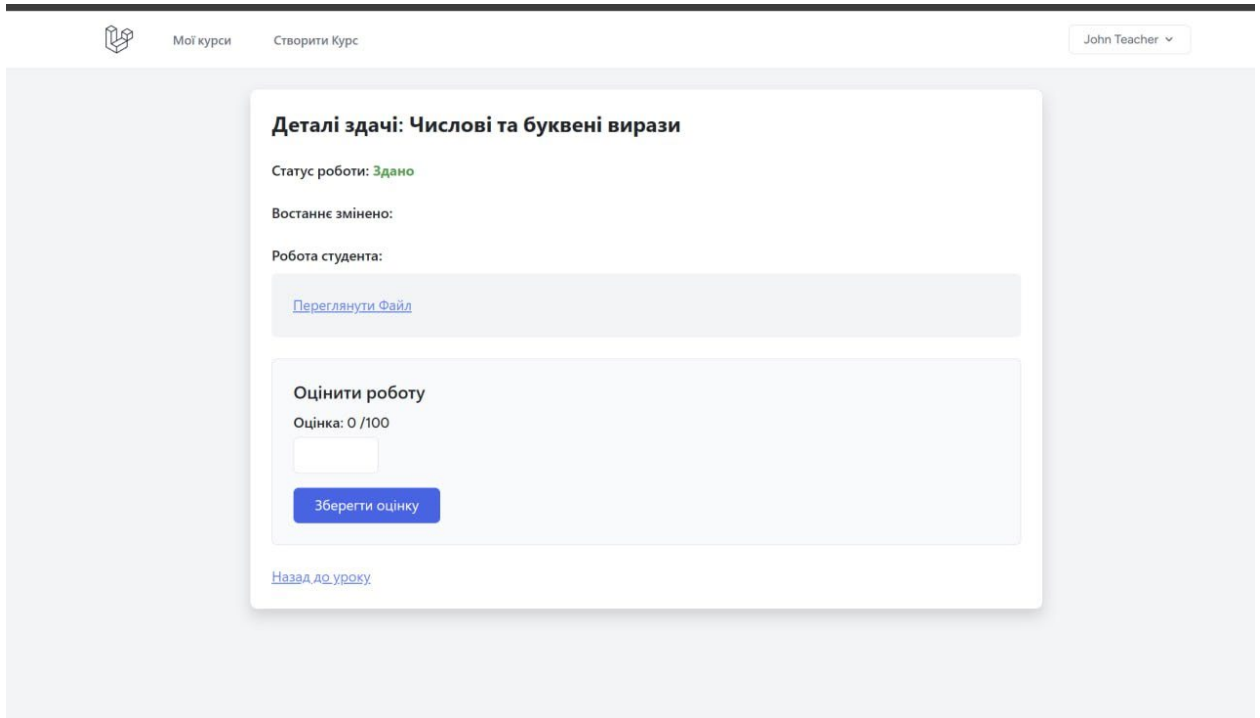 Мої курси
Створити Курс
John Teacher
Деталі здачі: Числові та буквені вирази
Статус роботи: Здано
Востаннє змінено:
Робота студента:
Переглянути Файл
Оцінити роботу
Оцінка: 0 /100
Зберегти оцінку
Назад до уроку